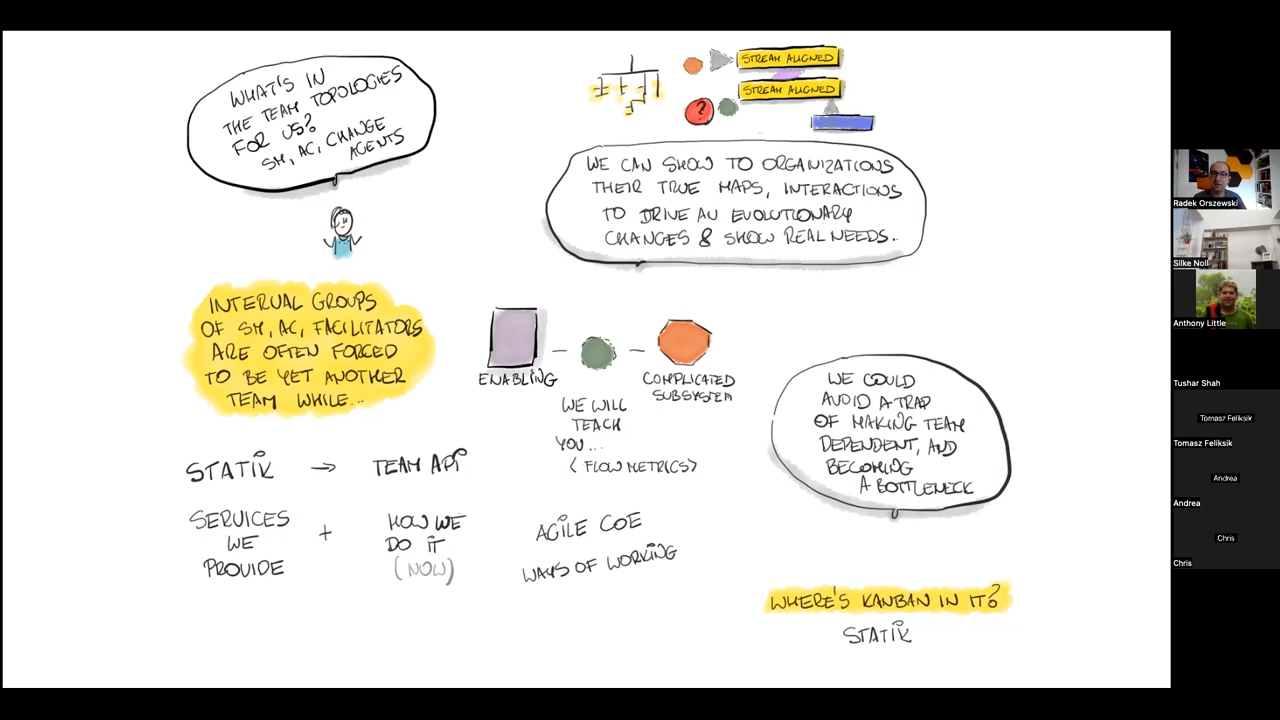 WHAT'S IN
THE TEAM TOPOLOGIES
FOR US?
SM, AC, CHANGE
AGENTS
STREAM ALIGNED
STREAM ALIGNED
?
WE CAN SHOW TO ORGANIZATIONS
THEIR TRUE MAPS, INTERACTIONS
TO DRIVE AN EVOLUTIONARY
CHANGES & SHOW REAL NEEDS..
INTERNAL GROUPS
OF SM, AC, FACILITATORS
ARE OFTEN FORCED
TO BE YET ANOTHER
TEAM WHILE...
ENABLING
COMPLICATED
SUBSYSTEM
WE WILL
TEACH
YOU...
<FLOW METRICS>
WE COULD
AVOID A TRAP
OF MAKING TEAM
DEPENDENT, AND
BECOMING
A BOTTLENECK
STATIK → TEAM API
SERVICES
WE
PROVIDE
+
HOW WE
DO IT
(NOW)
AGILE COE
WAYS OF WORKING
WHERE'S KANBAN IN IT?
STATIK
Radek Orszewski
Silke Noll
Anthony Little
Tushar Shah
Tomasz Feliksik
Tomasz Feliksik
Andrea
Andrea
Chris
Chris